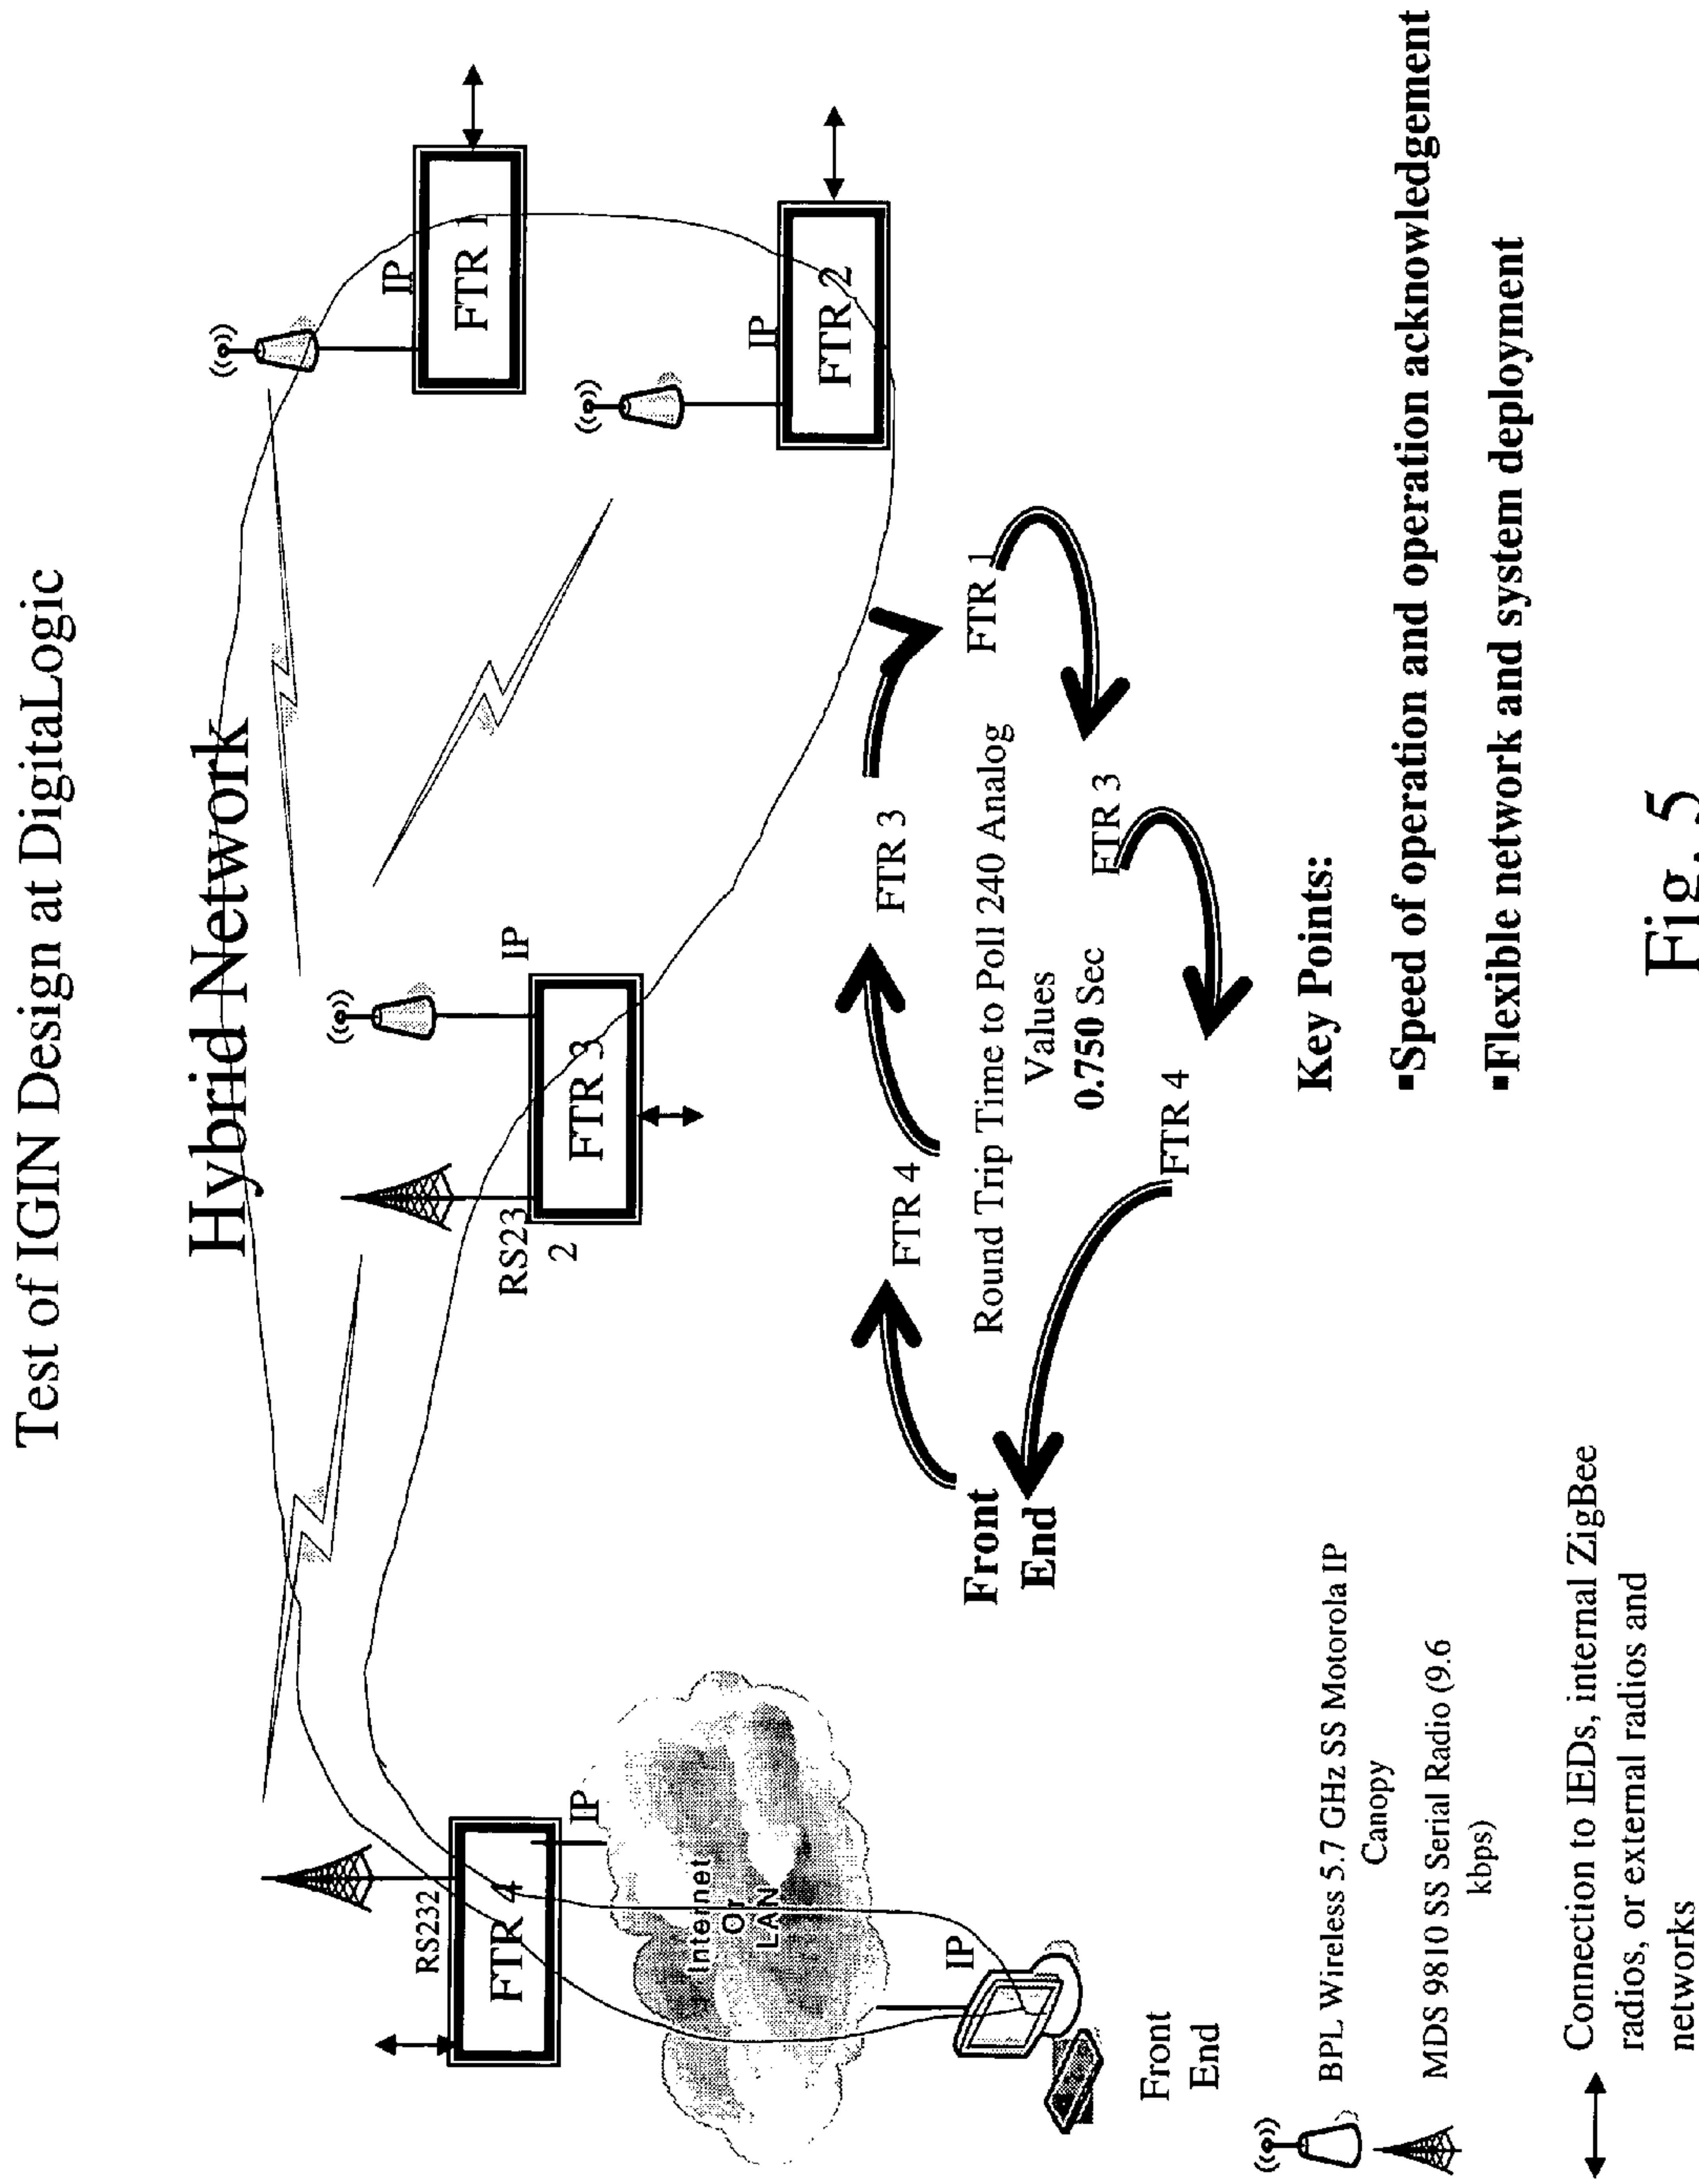 Test of IGIN Design at DigitaLogic
Hybrid Network
RS232
FTR 4
IP
Internet
Or
LAN
IP
Front
End
RS23
2
FTR 3
IP
IP
FTR 1
IP
FTR 2
Front
End
FTR 4
FTR 3
FTR 1
FTR 3
FTR 4
Round Trip Time to Poll 240 Analog
Values
0.750 Sec
BPL Wireless 5.7 GHz SS Motorola IP
Canopy
MDS 9810 SS Serial Radio (9.6
kbps)
Connection to IEDs, internal ZigBee
radios, or external radios and
networks
Key Points:
▪Speed of operation and operation acknowledgement
▪Flexible network and system deployment
Fig. 5